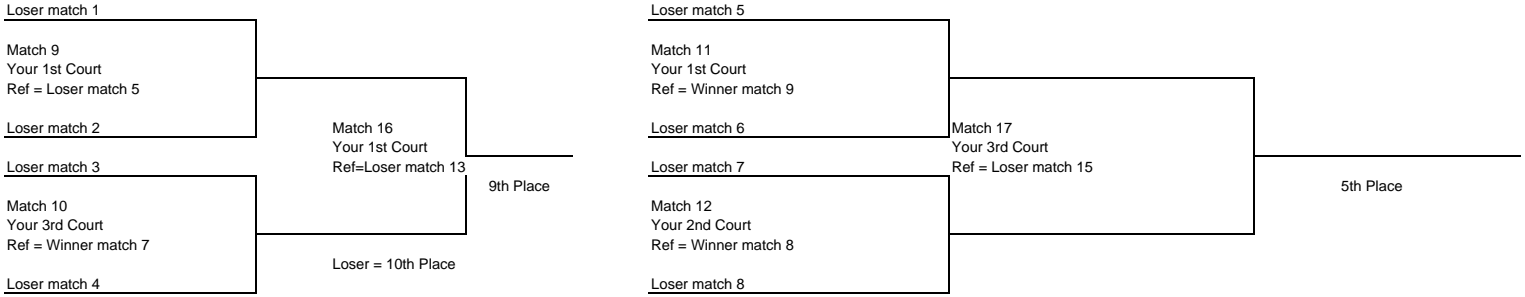 Loser match 1
Match 9
Your 1st Court
Ref = Loser match 5
Loser match 2
Loser match 3
Match 10
Your 3rd Court
Ref = Winner match 7
Loser match 4
Match 16
Your 1st Court
Ref=Loser match 13
9th Place
Loser = 10th Place
Loser match 5
Match 11
Your 1st Court
Ref = Winner match 9
Loser match 6
Loser match 7
Match 12
Your 2nd Court
Ref = Winner match 8
Loser match 8
Match 17
Your 3rd Court
Ref = Loser match 15
5th Place